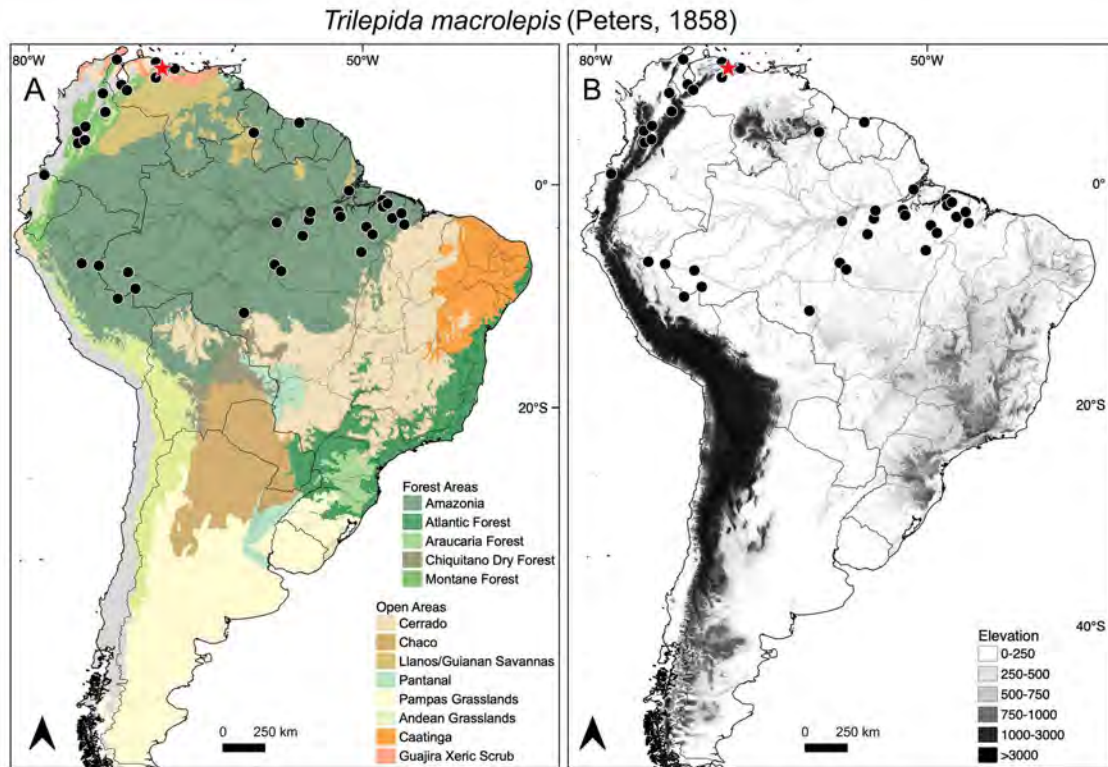 Trilepida macrolepis (Peters, 1858)
80°W
50°W
A
0°
20°S
Forest Areas
Amazonia
Atlantic Forest
Araucaria Forest
Chiquitano Dry Forest
Montane Forest
Open Areas
Cerrado
Chaco
Llanos/Guianan Savannas
Pantanal
Pampas Grasslands
Andean Grasslands
Caatinga
Guajira Xeric Scrub
0 250 km
80°W
50°W
B
0°
20°S
40°S
Elevation
0-250
250-500
500-750
750-1000
1000-3000
>3000
0 250 km